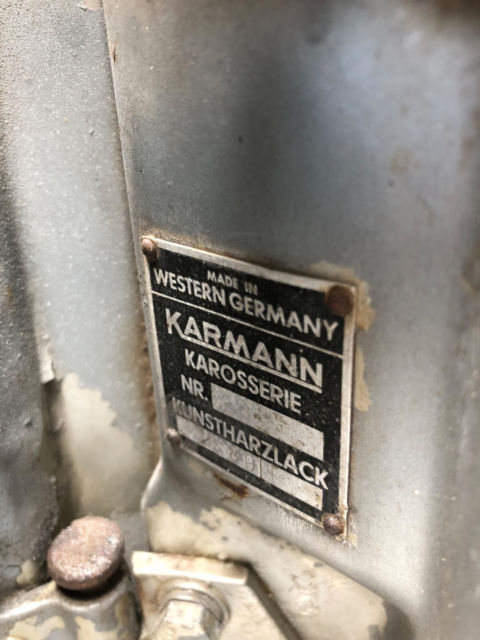 MADE IN
WESTERN GERMANY
KARMANN
KAROSSERIE
NR.
KUNSTHARZLACK